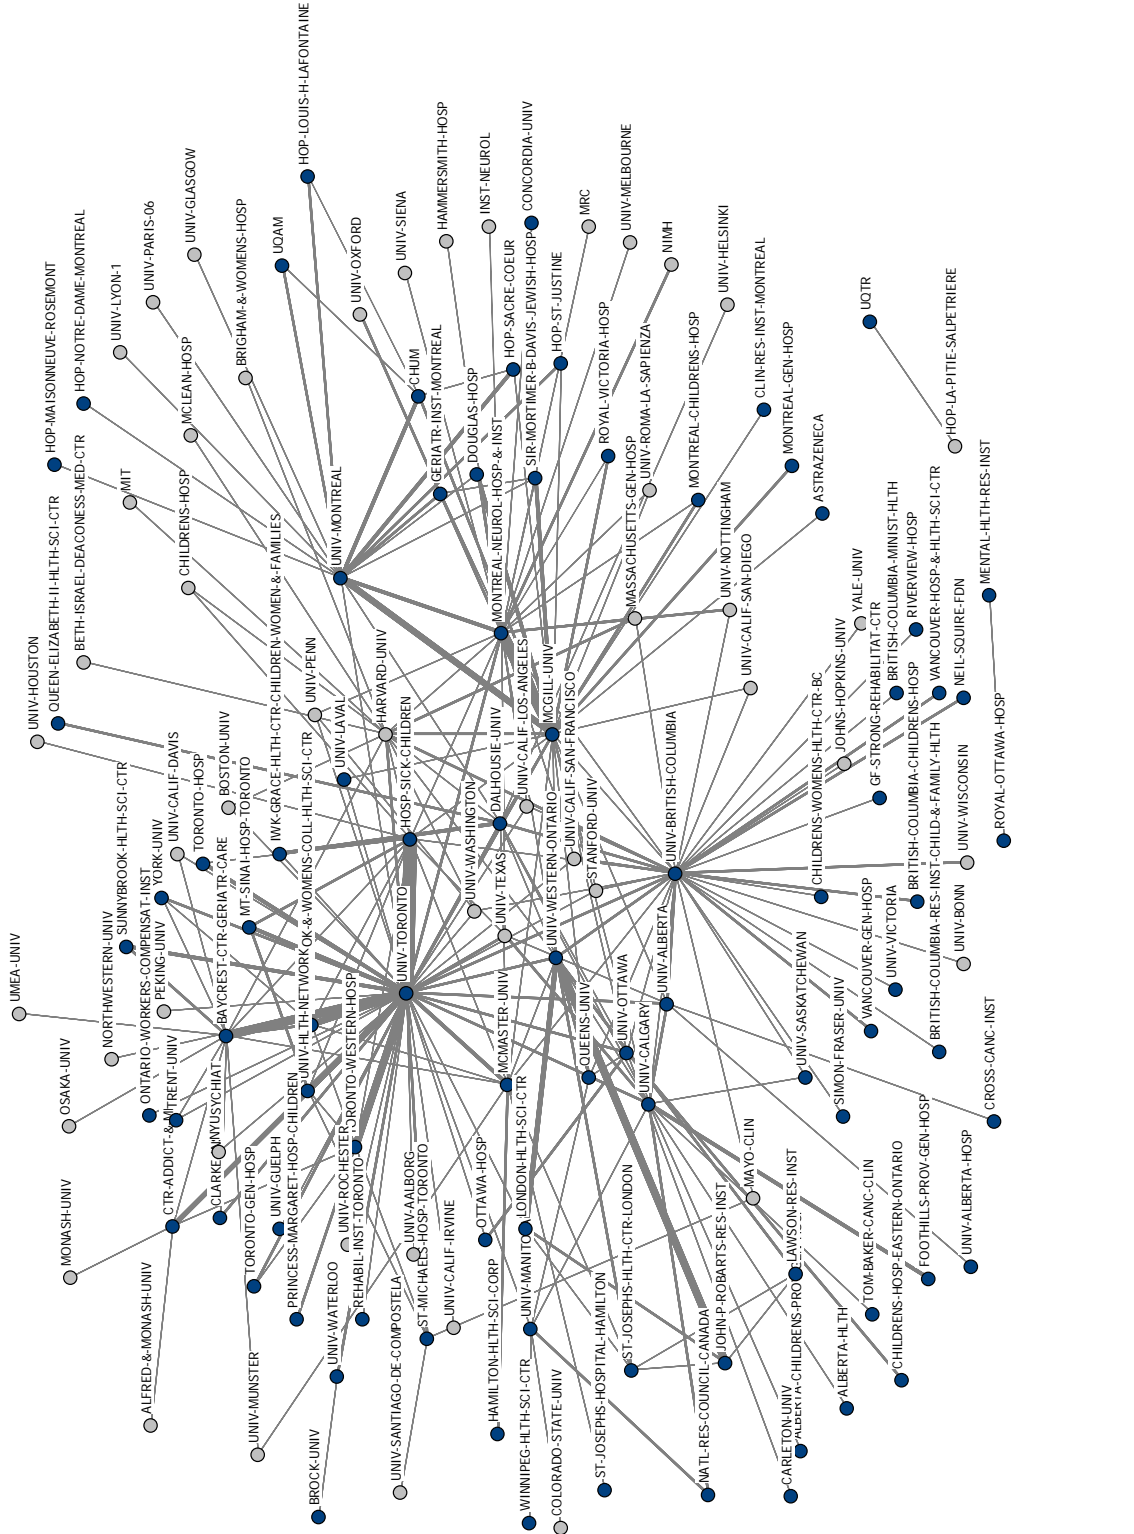 HOP-LOUIS-H-LAFONTAINE
HAMMERSMITH-HOSP
INST-NEUROL
CONCORDIA-UNIV
MRC
UNIV-MELBOURNE
NIMH
UNIV-HELSINKI
UNIV-GLASGOW
UNIV-PARIS-06
HOP-NOTRE-DAME-MONTREAL
HOP-MAISONNEUVE-ROSEMONT
UNIV-LYON-1
BRIGHAM-&-WOMENS-HOSP
UQAM
UNIV-OXFORD
UNIV-SIENA
HOP-SACRE-COEUR
SIR-MORTIMER-B-DAVIS-JEWISH-HOSP
HOP-ST-JUSTINE
CLIN-RES-INST-MONTREAL
UQTR
HOP-LA-PITIE-SALPETRIERE
MCLEAN-HOSP
CHUM
GERIATR-INST-MONTREAL
DOUGLAS-HOSP
ROYAL-VICTORIA-HOSP
UNIV-ROMA-LA-SAPIENZA
MONTREAL-CHILDRENS-HOSP
MONTREAL-GEN-HOSP
ASTRAZENECA
QUEEN-ELIZABETH-II-HLTH-SCI-CTR
BETH-ISRAEL-DEACONESS-MED-CTR
MIT
CHILDRENS-HOSP
UNIV-MONTREAL
MONTREAL-NEUROL-HOSP-&-INST
MASSACHUSETTS-GEN-HOSP
UNIV-NOTTINGHAM
UNIV-CALIF-SAN-DIEGO
YALE-UNIV
BRITISH-COLUMBIA-MINIST-HLTH
RIVERVIEW-HOSP
VANCOUVER-HOSP-&-HLTH-SCI-CTR
NEIL-SQUIRE-FDN
MENTAL-HLTH-RES-INST
UNIV-HOUSTON
IWK-GRACE-HLTH-CTR-CHILDREN-WOMEN-&-FAMILIES
UNIV-PENN
HARVARD-UNIV
UNIV-LAVAL
HOSP-SICK-CHILDREN
DALHOUSIE-UNIV
UNIV-CALIF-LOS-ANGELES
MCGILL-UNIV
UNIV-CALIF-SAN-FRANCISCO
UNIV-BRITISH-COLUMBIA
CHILDRENS-WOMENS-HLTH-CTR-BC
JOHNS-HOPKINS-UNIV
GF-STRONG-REHABILITAT-CTR
BRITISH-COLUMBIA-CHILDRENS-HOSP
BRITISH-COLUMBIA-RES-INST-CHILD-&-FAMILY-HLTH
UNIV-WISCONSIN
ROYAL-OTTAWA-HOSP
SUNNYBROOK-HLTH-SCI-CTR
YORK-UNIV
UNIV-CALIF-DAVIS
TORONTO-HOSP
BOSTON-UNIV
MT-SINAI-HOSP-TORONTO
OK-&-WOMENS-COLL-HLTH-SCI-CTR
UNIV-WASHINGTON
UNIV-TEXAS
UNIV-WESTERN-ONTARIO
STANFORD-UNIV
UNIV-ALBERTA
VANCOUVER-GEN-HOSP
UNIV-VICTORIA
UNIV-BONN
UMEA-UNIV
NORTHWESTERN-UNIV
ONTARIO-WORKERS-COMPENSAT-INST
PEKING-UNIV
BAYCREST-CTR-GERIATR-CARE
UNIV-HLTH-NETWORK
UNIV-TORONTO
TORONTO-WESTERN-HOSP
MCMASTER-UNIV
QUEENS-UNIV
UNIV-OTTAWA
UNIV-CALGARY
UNIV-SASKATCHEWAN
SIMON-FRASER-UNIV
CROSS-CANC-INST
OSAKA-UNIV
TRENT-UNIV
CTR-ADDICT-&-M
NYU
SYCHIAT
CLARKE
MONASH-UNIV
ALFRED-&-MONASH-UNIV
TORONTO-GEN-HOSP
UNIV-GUELPH
PRINCESS-MARGARET-HOSP-CHILDREN
UNIV-ROCHESTER
REHABIL-INST-TORONTO
UNIV-AALBORG
ST-MICHAELS-HOSP-TORONTO
UNIV-CALIF-IRVINE
OTTAWA-HOSP
LONDON-HLTH-SCI-CTR
UNIV-MANITO
ST-JOSEPHS-HLTH-CTR-LONDON
JOHN-P-ROBARTS-RES-INST
MAYO-CLIN
LAWSON-RES-INST
TOM-BAKER-CANC-CLIN
FOOTHILLS-PROV-GEN-HOSP
UNIV-ALBERTA-HOSP
CHILDRENS-HOSP-EASTERN-ONTARIO
ALBERTA-HLTH
ALBERTA-CHILDRENS-PROV
CARLETON-UNIV
NATL-RES-COUNCIL-CANADA
ST-JOSEPHS-HOSPITAL-HAMILTON
COLORADO-STATE-UNIV
WINNIPEG-HLTH-SCI-CTR
HAMILTON-HLTH-SCI-CORP
UNIV-SANTIAGO-DE-COMPOSTELA
UNIV-WATERLOO
BROCK-UNIV
UNIV-MUNSTER